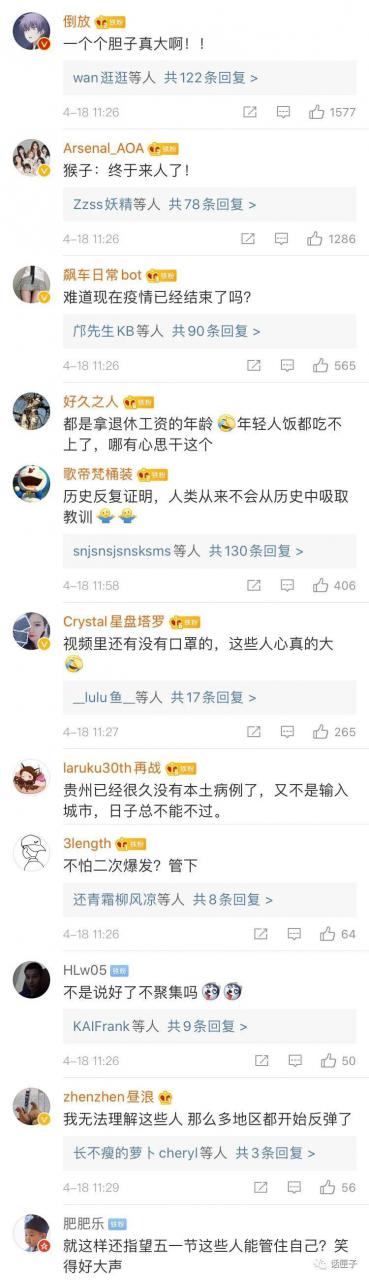 倒放 铁粉
一个个胆子真大啊！！
wan逛逛等人 共122条回复 >
4-18 11:26 1577
Arsenal_AOA 铁粉
猴子：终于来人了！
Zzss妖精等人 共78条回复 >
4-18 11:26 1286
飙车日常bot 铁粉
难道现在疫情已经结束了吗？
邝先生KB等人 共90条回复 >
4-18 11:26 565
好久之人 铁粉
都是拿退休工资的年龄 年轻人饭都吃不
上了，哪有心思干这个
歌帝梵桶装 铁粉
历史反复证明，人类从来不会从历史中吸取
教训
snjsnsjsnsksms等人 共130条回复 >
4-18 11:58 406
Crystal星盘塔罗 铁粉
视频里还有没有口罩的，这些人心真的大
__lulu鱼__等人 共17条回复 >
4-18 11:27 265
laruku30th再战 铁粉
贵州已经很久没有本土病例了，又不是输入
城市，日子总不能不过。
3length 铁粉
不怕二次爆发？管下
还青霜柳风凉等人 共8条回复 >
4-18 11:26 64
HLw05 铁粉
不是说好了不聚集吗
KAIFrank等人 共9条回复 >
4-18 11:26 50
zhenzhen昼浪
我无法理解这些人 那么多地区都开始反弹了
长不瘦的萝卜cheryl等人 共3条回复 >
4-18 11:29 56
肥肥乐 铁粉
就这样还指望五一节这些人能管住自己？笑
得好大声
话匣子